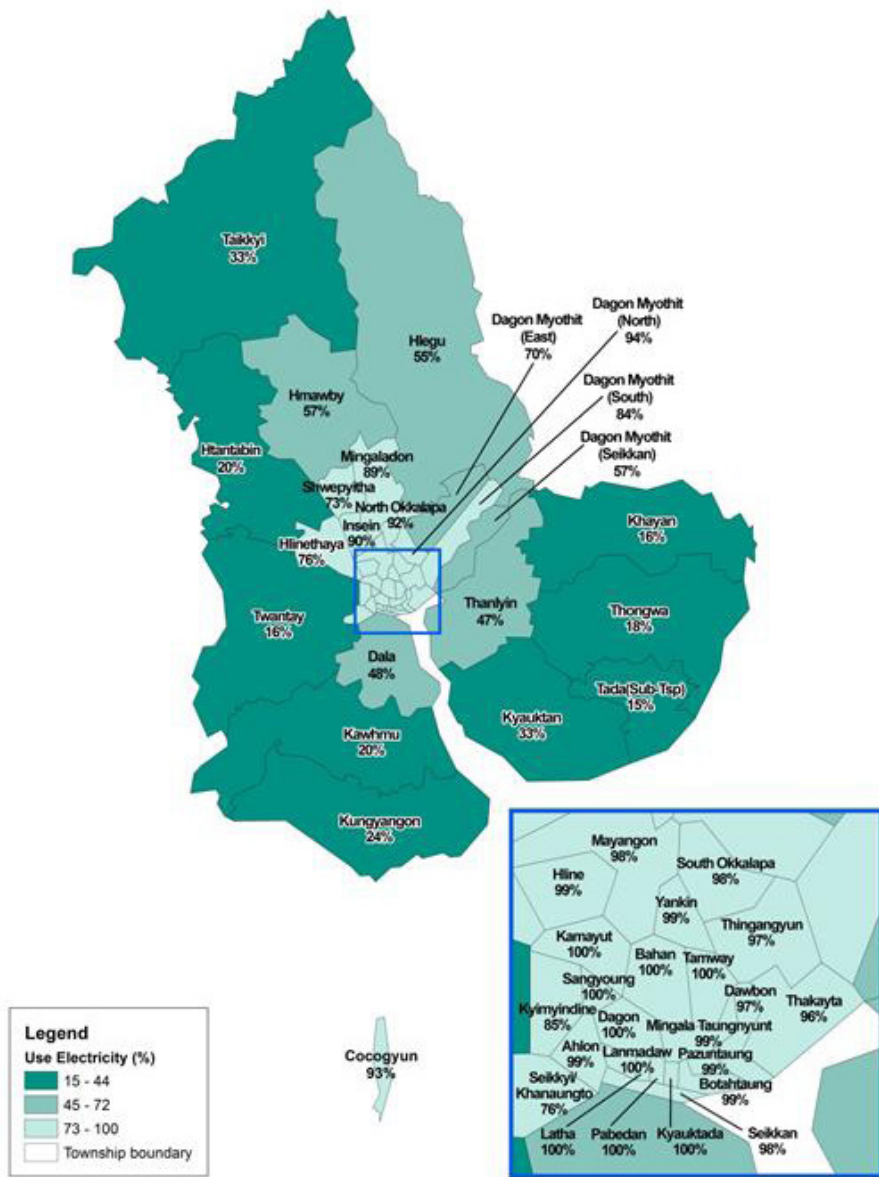 Taikkyi
33%
Hlegu
55%
Dagon Myothit
(East)
70%
Dagon Myothit
(North)
94%
Dagon Myothit
(South)
84%
Dagon Myothit
(Seikkan)
57%
Hmawby
57%
Htantabin
20%
Mingaladon
89%
Shwepyitha
73%
North Okkalapa
92%
Insein
90%
Hlinethaya
76%
Khayan
16%
Thongwa
18%
Thanlyin
47%
Twantay
16%
Dala
48%
Tada(Sub-Tsp)
15%
Kyauktan
33%
Kawhmu
20%
Kungyangon
24%
Mayangon
98%
South Okkalapa
98%
Hline
99%
Yankin
99%
Thingangyun
97%
Kamayut
100%
Bahan
100%
Tamway
100%
Sangyoung
100%
Dawbon
97%
Thakayta
96%
Kyimyindine
85%
Dagon
100%
Mingala Taungnyunt
99%
Ahlon
99%
Lanmadaw
100%
Pazuntaung
99%
Seikkyi/
Khanaungto
76%
Botahtaung
99%
Latha
100%
Pabedan
100%
Kyauktada
100%
Seikkan
98%
Cocogyun
93%
Legend
Use Electricity (%)
15 - 44
45 - 72
73 - 100
Township boundary